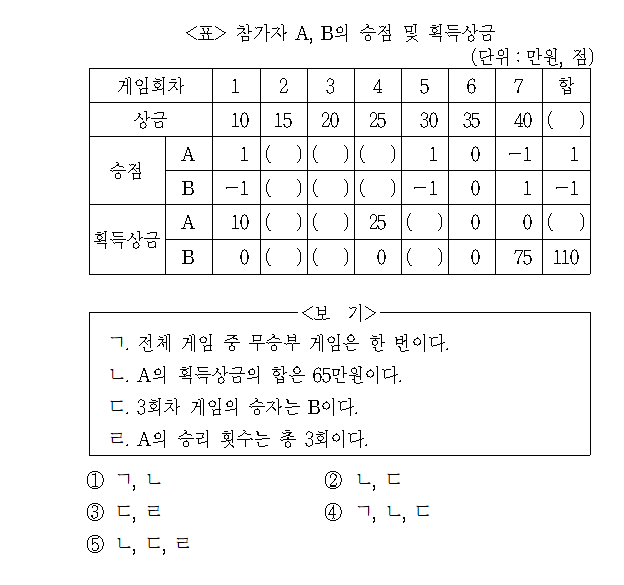 <표> 참가자 A, B의 승점 및 획득상금
(단위 : 만원, 점)
게임회차 1 2 3 4 5 6 7 합
상금 10 15 20 25 30 35 40 ( )
승점 A 1 ( ) ( ) ( ) 1 0 -1 1
B -1 ( ) ( ) ( ) -1 0 1 -1
획득상금 A 10 ( ) ( ) 25 ( ) 0 0 ( )
B 0 ( ) ( ) 0 ( ) 0 75 110
<보 기>
ㄱ. 전체 게임 중 무승부 게임은 한 번이다.
ㄴ. A의 획득상금의 합은 65만원이다.
ㄷ. 3회차 게임의 승자는 B이다.
ㄹ. A의 승리 횟수는 총 3회이다.
① ㄱ, ㄴ ② ㄴ, ㄷ
③ ㄷ, ㄹ ④ ㄱ, ㄴ, ㄷ
⑤ ㄴ, ㄷ, ㄹ